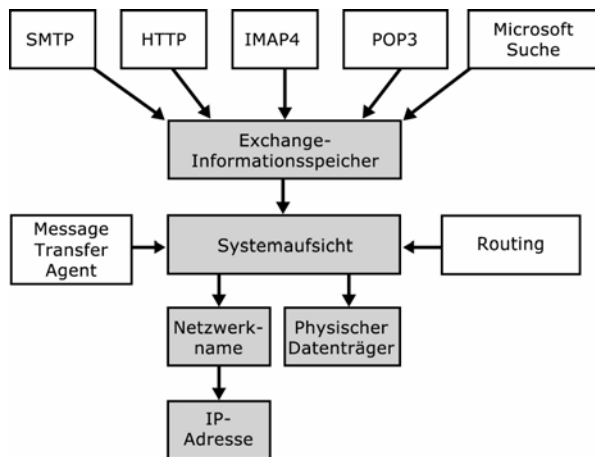 SMTP
HTTP
IMAP4
POP3
Microsoft
Suche
Exchange-
Informationsspeicher
Message
Transfer
Agent
Systemaufsicht
Routing
Netzwerk-
name
Physischer
Datenträger
IP-
Adresse